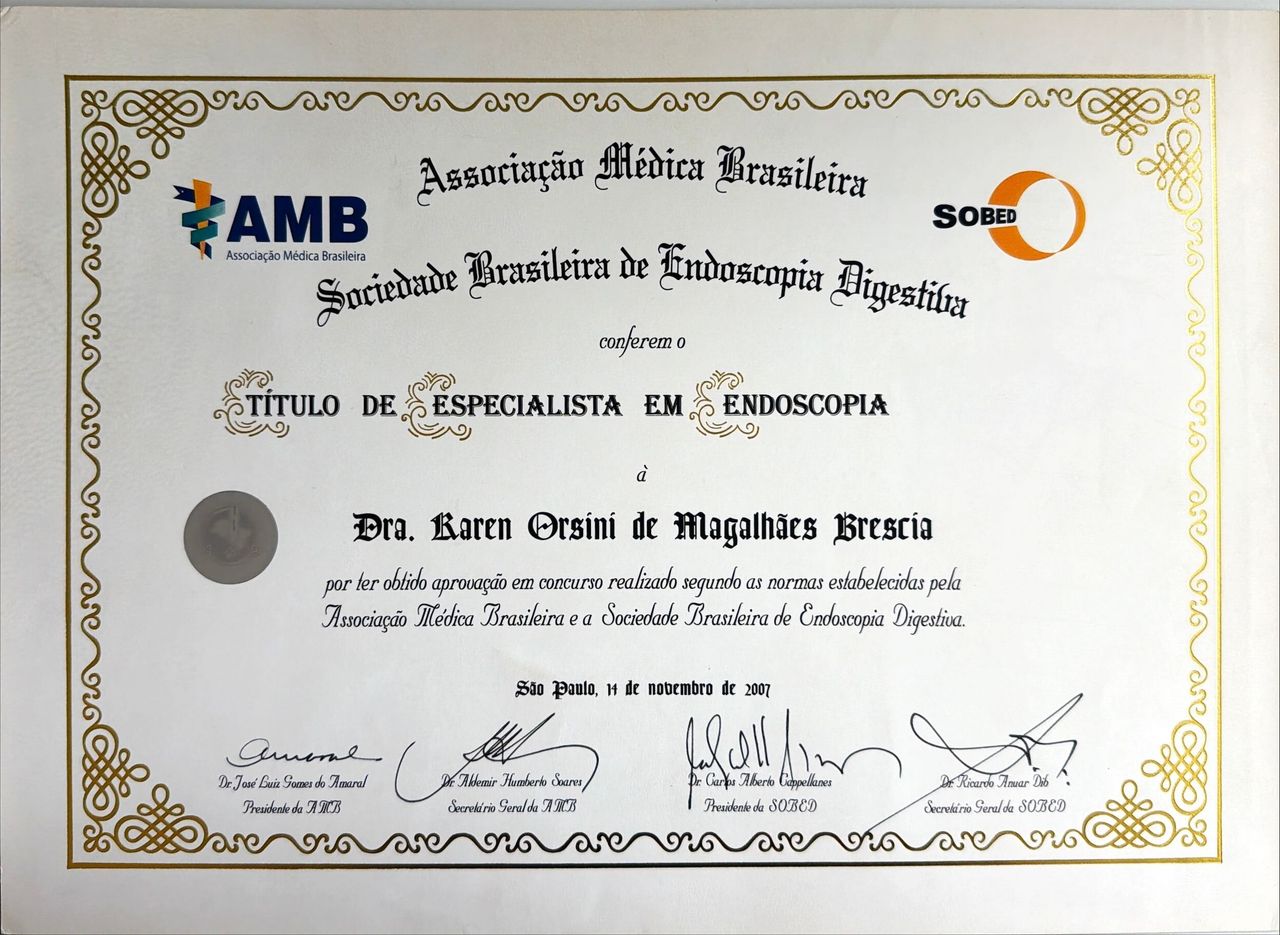 Associação Médica Brasileira
AMB
Associação Médica Brasileira
SOBED
Sociedade Brasileira de Endoscopia Digestiva
conferem o
TÍTULO DE ESPECIALISTA EM ENDOSCOPIA
à
Dra. Karen Orsini de Magalhães Brescia
por ter obtido aprovação em concurso realizado segundo as normas estabelecidas pela
Associação Médica Brasileira e a Sociedade Brasileira de Endoscopia Digestiva.
São Paulo, 14 de novembro de 2007
Dr. José Luiz Gomes do Amaral
Presidente da AMB
Dr. Aldemir Humberto Soares
Secretário Geral da AMB
Dr. Carlos Alberto Cappellanes
Presidente da SOBED
Dr. Ricardo Anuar Dib
Secretário Geral da SOBED